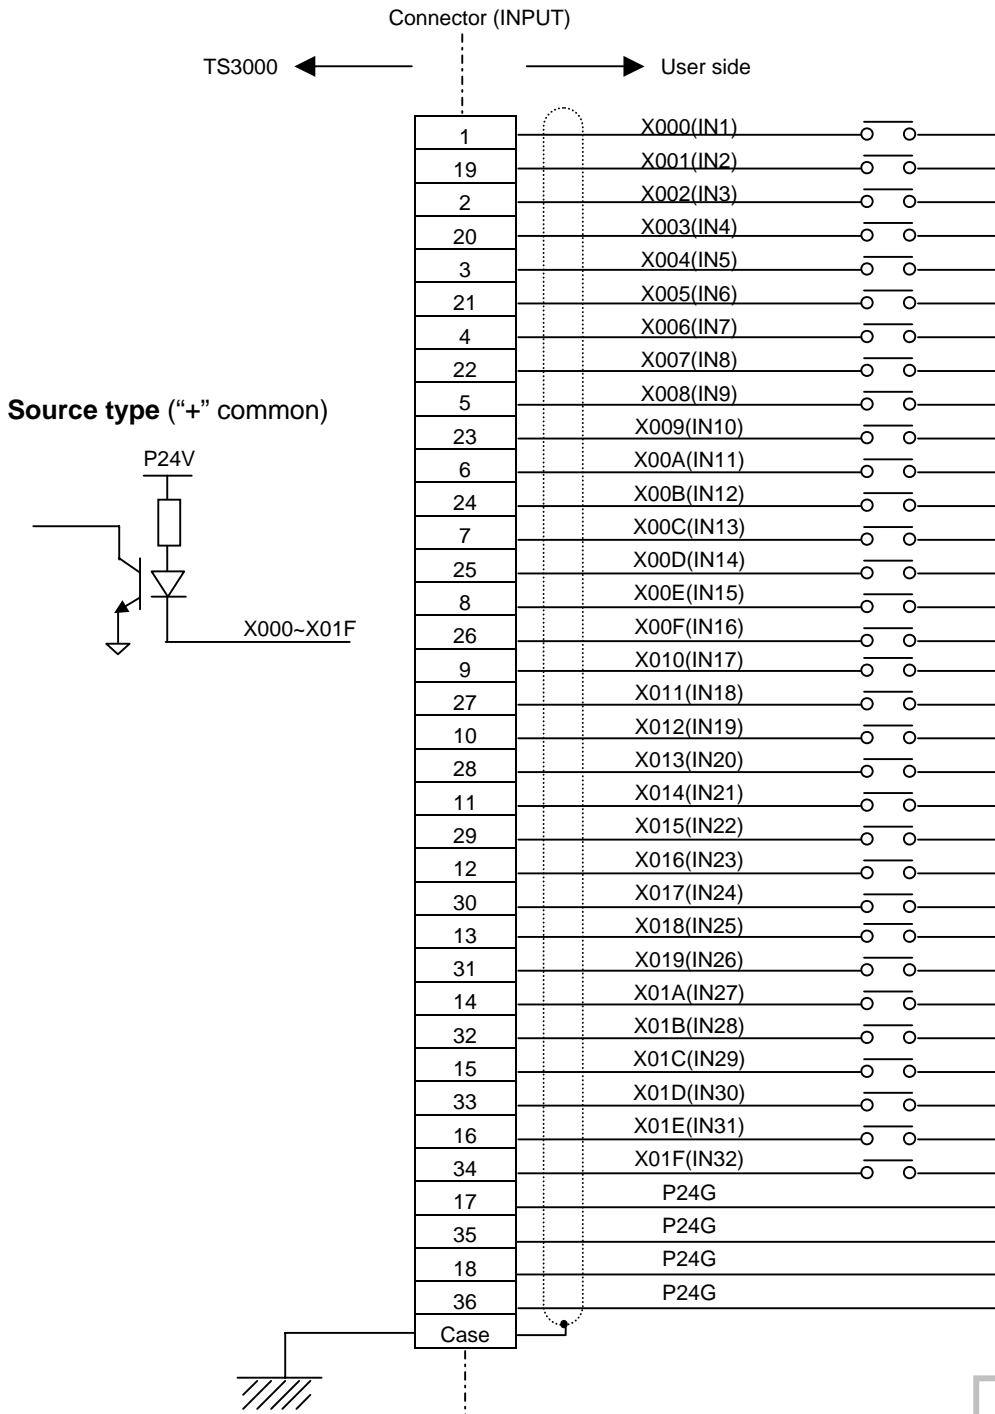 Connector (INPUT)
TS3000 User side
1 X000(IN1)
19 X001(IN2)
2 X002(IN3)
20 X003(IN4)
3 X004(IN5)
21 X005(IN6)
4 X006(IN7)
22 X007(IN8)
Source type (“+” common)
5 X008(IN9)
23 X009(IN10)
P24V
6 X00A(IN11)
24 X00B(IN12)
7 X00C(IN13)
25 X00D(IN14)
8 X00E(IN15)
X000~X01F
26 X00F(IN16)
9 X010(IN17)
27 X011(IN18)
10 X012(IN19)
28 X013(IN20)
11 X014(IN21)
29 X015(IN22)
12 X016(IN23)
30 X017(IN24)
13 X018(IN25)
31 X019(IN26)
14 X01A(IN27)
32 X01B(IN28)
15 X01C(IN29)
33 X01D(IN30)
16 X01E(IN31)
34 X01F(IN32)
17 P24G
35 P24G
18 P24G
36 P24G
Case